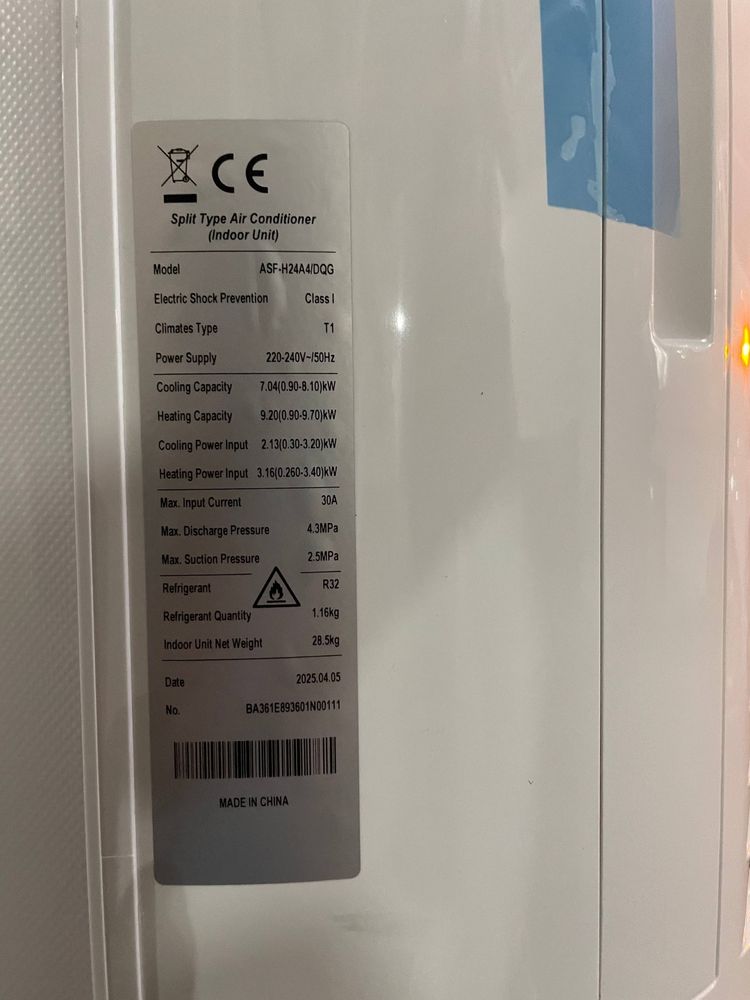 CE
Split Type Air Conditioner
(Indoor Unit)
Model ASF-H24A4/DQG
Electric Shock Prevention Class I
Climates Type T1
Power Supply 220-240V~/50Hz
Cooling Capacity 7.04(0.90-8.10)kW
Heating Capacity 9.20(0.90-9.70)kW
Cooling Power Input 2.13(0.30-3.20)kW
Heating Power Input 3.16(0.260-3.40)kW
Max. Input Current 30A
Max. Discharge Pressure 4.3MPa
Max. Suction Pressure 2.5MPa
Refrigerant R32
Refrigerant Quantity 1.16kg
Indoor Unit Net Weight 28.5kg
Date 2025.04.05
No. BA361E893601N00111
MADE IN CHINA